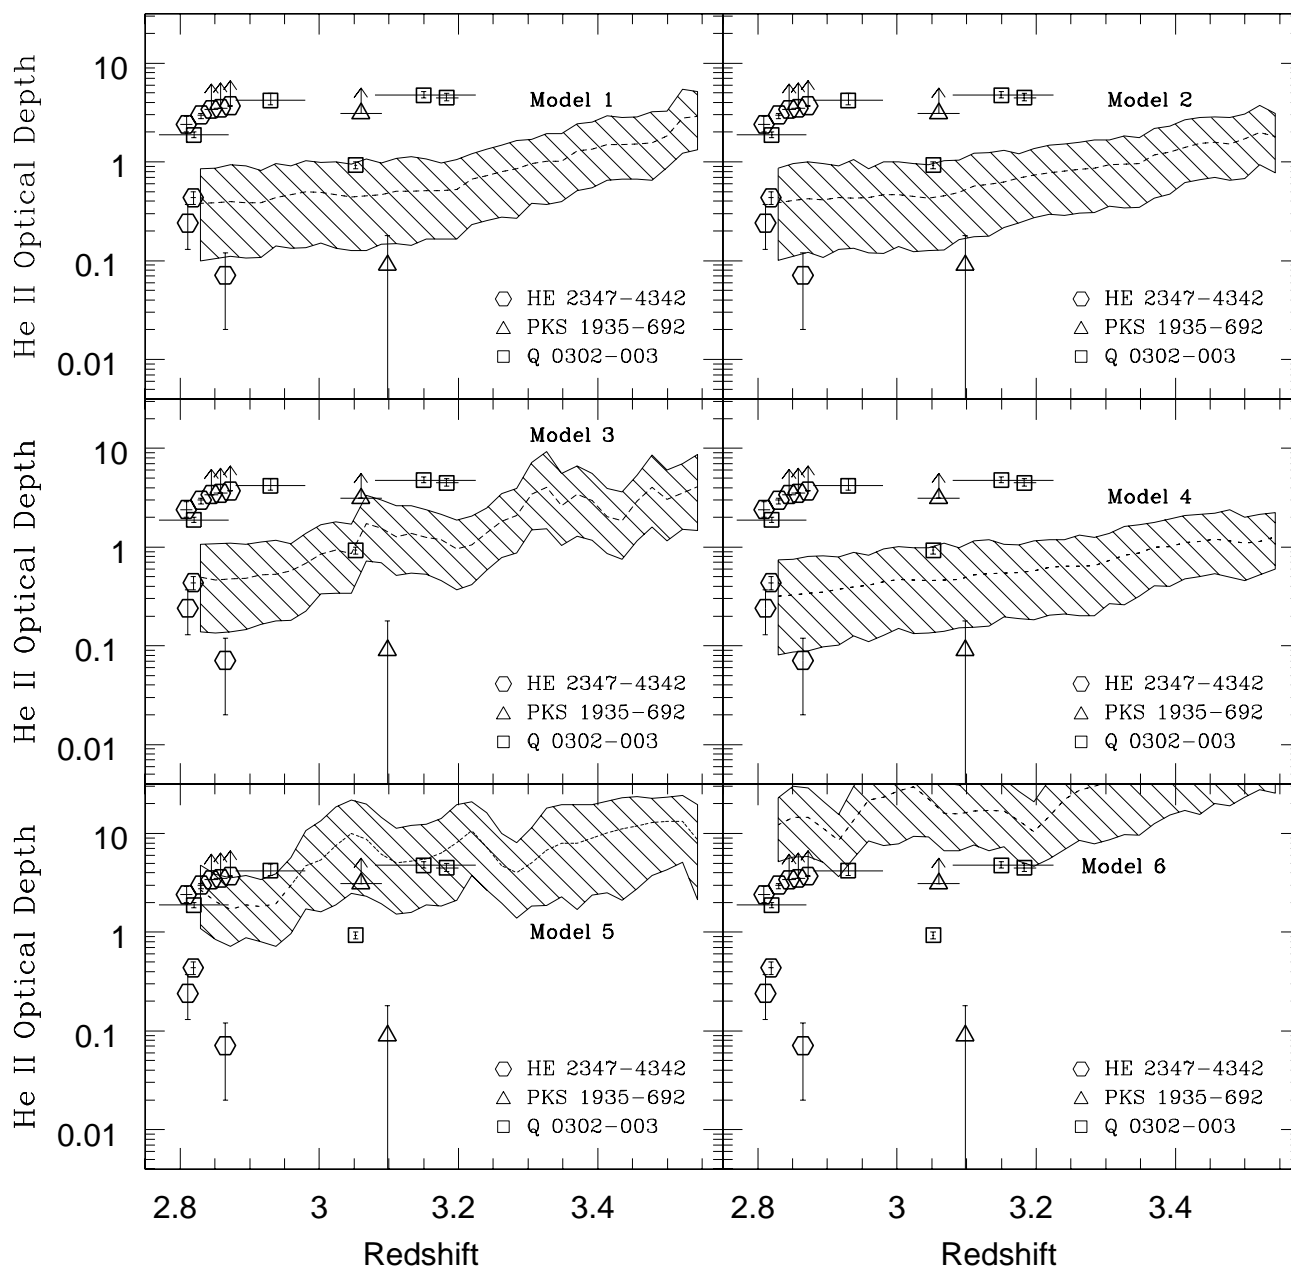 He II Optical Depth
10
1
0.1
0.01
Model 1
HE 2347-4342
PKS 1935-692
Q 0302-003
Model 2
HE 2347-4342
PKS 1935-692
Q 0302-003
He II Optical Depth
10
1
0.1
0.01
Model 3
HE 2347-4342
PKS 1935-692
Q 0302-003
Model 4
HE 2347-4342
PKS 1935-692
Q 0302-003
He II Optical Depth
10
1
0.1
0.01
Model 5
HE 2347-4342
PKS 1935-692
Q 0302-003
Model 6
HE 2347-4342
PKS 1935-692
Q 0302-003
2.8 3 3.2 3.4
Redshift
2.8 3 3.2 3.4
Redshift